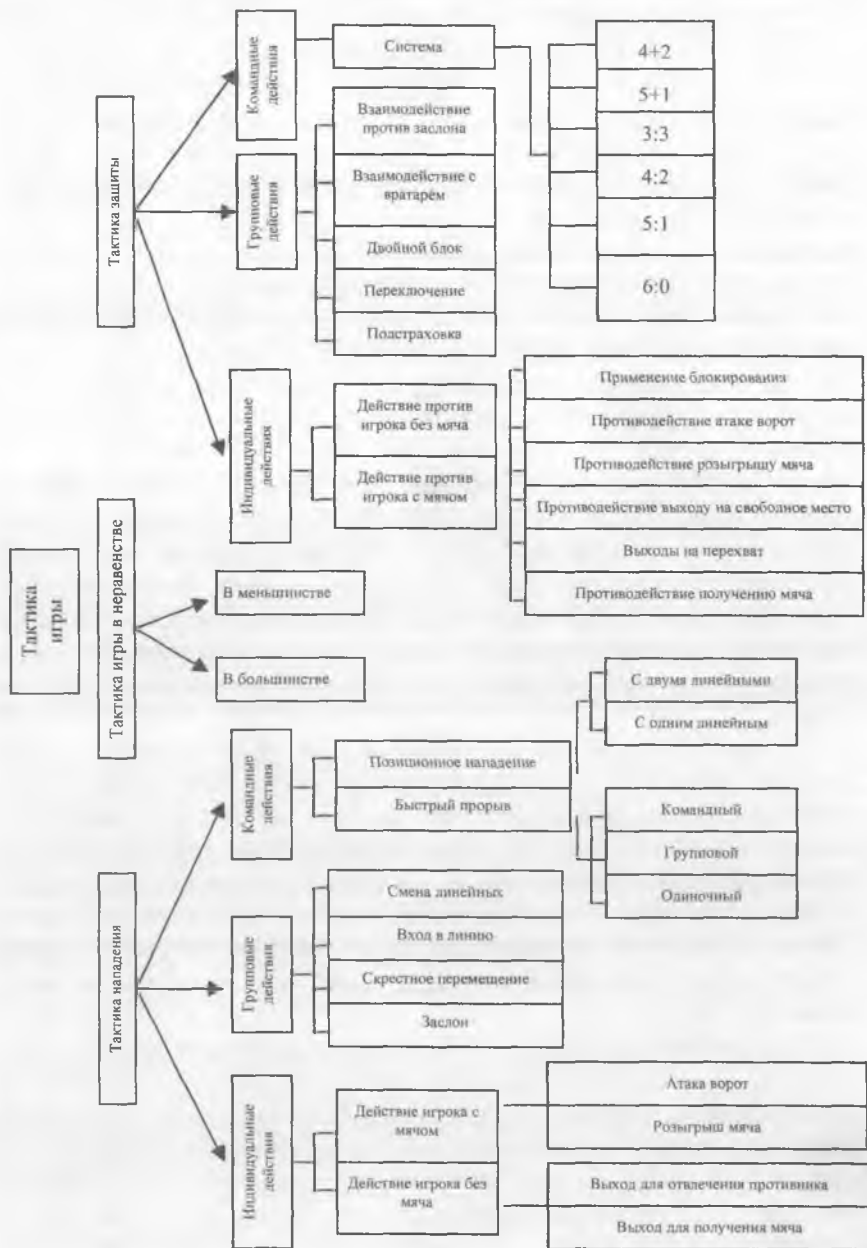 Командные
действия
Система
4+2
5+1
3:3
4:2
5:1
6:0
Тактика защиты
Групповые
действия
Взаимодействие
против заслона
Взаимодействие с
вратарём
Двойной блок
Переключение
Подстраховка
Индивидуальные
действия
Действие против
игрока без мяча
Действие против
игрока с мячом
Применение блокирования
Противодействие атаке ворот
Противодействие розыгрышу мяча
Противодействие выходу на свободное место
Выходы на перехват
Противодействие получению мяча
Тактика
игры
Тактика игры в неравенстве
В меньшинстве
В большинстве
С двумя линейными
С одним линейным
Командные
действия
Позиционное нападение
Быстрый прорыв
Командный
Групповой
Одиночный
Тактика нападения
Групповые
действия
Смена линейных
Вход в линию
Скрестное перемещение
Заслон
Индивидуальные
действия
Действие игрока с
мячом
Действие игрока без
мяча
Атака ворот
Розыгрыш мяча
Выход для отвлечения противника
Выход для получения мяча